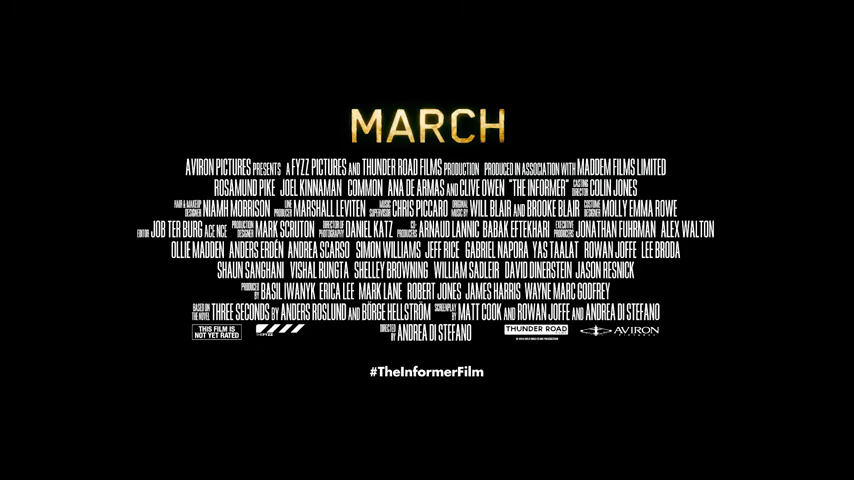 MARCH
AVIRON PICTURES PRESENTS A FYZZ PICTURES AND THUNDER ROAD FILMS PRODUCTION PRODUCED IN ASSOCIATION WITH MADDEM FILMS LIMITED
ROSAMUND PIKE JOEL KINNAMAN COMMON ANA DE ARMAS AND CLIVE OWEN "THE INFORMER" CASTING DIRECTOR COLIN JONES
HAIR & MAKEUP DESIGNER NIAMH MORRISON LINE PRODUCER MARSHALL LEVITEN MUSIC SUPERVISOR CHRIS PICCARO ORIGINAL MUSIC BY WILL BLAIR AND BROOKE BLAIR COSTUME DESIGNER MOLLY EMMA ROWE
EDITOR JOB TER BURG ACE NCE PRODUCTION DESIGNER MARK SCRUTON DIRECTOR OF PHOTOGRAPHY DANIEL KATZ CO-PRODUCERS ARNAUD LANNIC BABAK EFTEKHARI EXECUTIVE PRODUCERS JONATHAN FUHRMAN ALEX WALTON
OLLIE MADDEN ANDERS ERDÉN ANDREA SCARSO SIMON WILLIAMS JEFF RICE GABRIEL NAPORA YAS TAALAT ROWAN JOFFE LEE BRODA
SHAUN SANGHANI VISHAL RUNGTA SHELLEY BROWNING WILLIAM SADLEIR DAVID DINERSTEIN JASON RESNICK
PRODUCED BY BASIL IWANYK ERICA LEE MARK LANE ROBERT JONES JAMES HARRIS WAYNE MARC GODFREY
BASED ON THE NOVEL THREE SECONDS BY ANDERS ROSLUND AND BÖRGE HELLSTRÖM SCREENPLAY BY MATT COOK AND ROWAN JOFFE AND ANDREA DI STEFANO
THIS FILM IS NOT YET RATED DIRECTED BY ANDREA DI STEFANO THUNDER ROAD AVIRON PICTURES
#TheInformerFilm